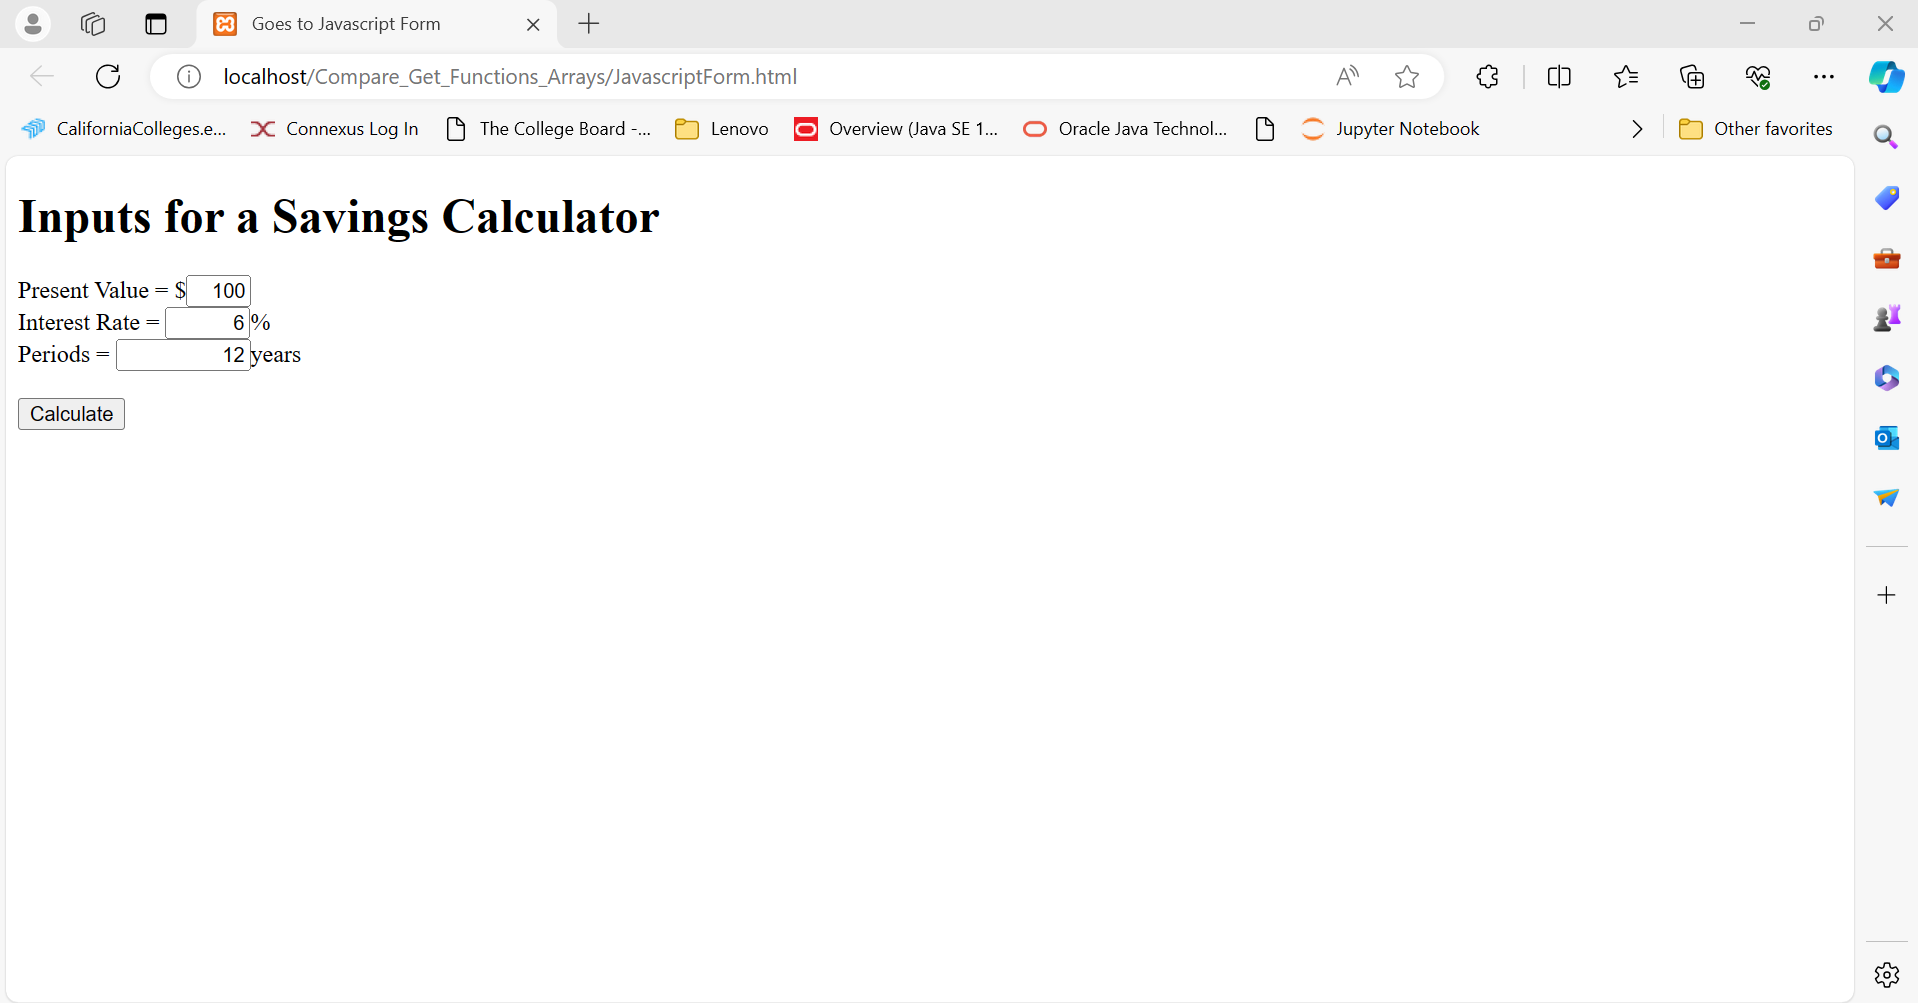 Goes to Javascript Form
localhost/Compare_Get_Functions_Arrays/JavascriptForm.html
CaliforniaColleges.e... Connexus Log In The College Board -... Lenovo Overview (Java SE 1... Oracle Java Technol... Jupyter Notebook Other favorites
Inputs for a Savings Calculator
Present Value = $ 100
Interest Rate = 6 %
Periods = 12 years
Calculate